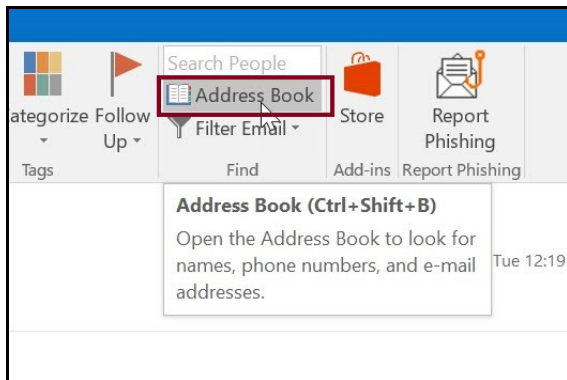 Search People
Address Book
Filter Email
ategorize Follow Up
Store
Report Phishing
Tags
Find
Add-ins
Report Phishing
Address Book (Ctrl+Shift+B)
Open the Address Book to look for
names, phone numbers, and e-mail
addresses.
Tue 12:19